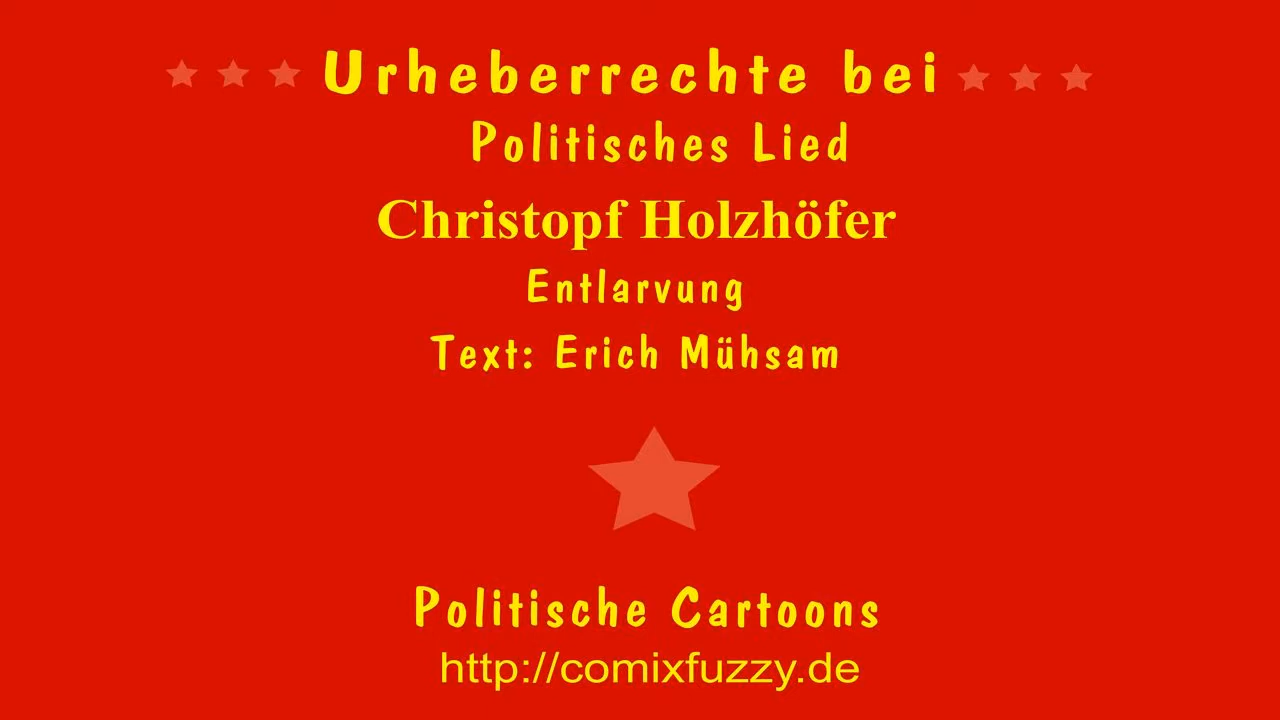 Urheberrechte bei
Politisches Lied
Christopf Holzhöfer
Entlarvung
Text: Erich Mühsam
Politische Cartoons
http://comixfuzzy.de